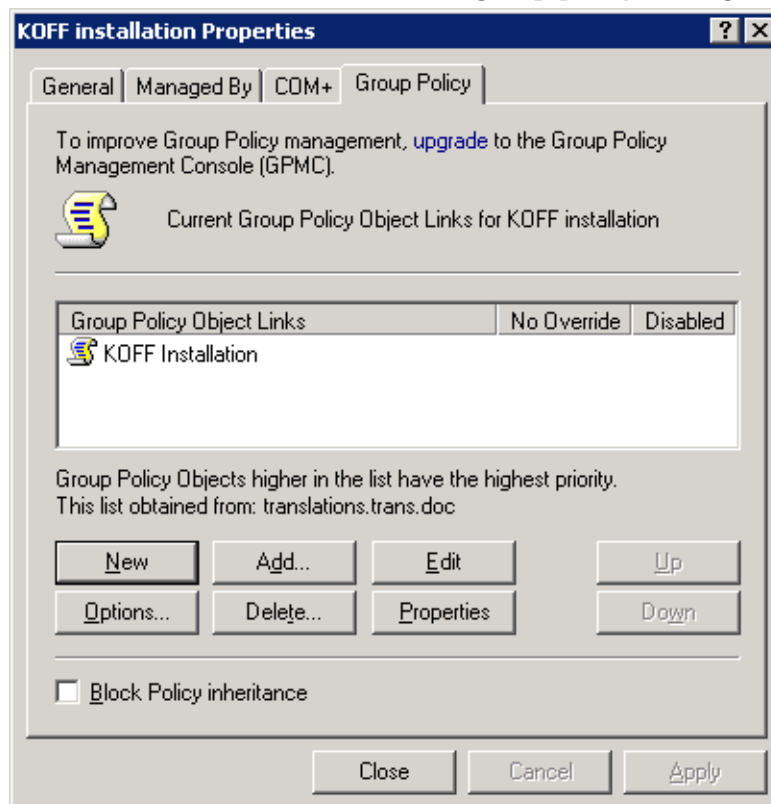 KOFF installation Properties
General Managed By COM+ Group Policy
To improve Group Policy management, upgrade to the Group Policy
Management Console (GPMC).
Current Group Policy Object Links for KOFF installation
Group Policy Object Links No Override Disabled
KOFF Installation
Group Policy Objects higher in the list have the highest priority.
This list obtained from: translations.trans.doc
New Add... Edit Up
Options... Delete... Properties Down
Block Policy inheritance
Close Cancel Apply